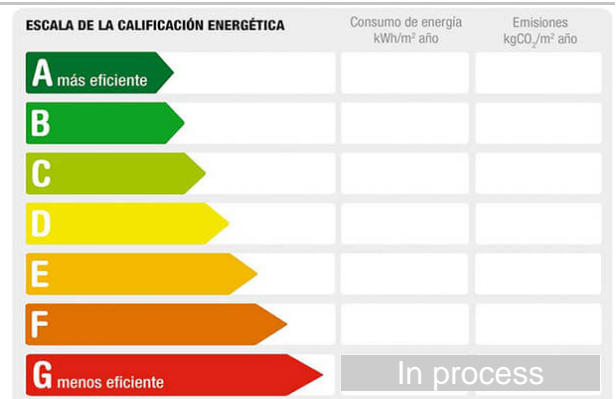 ESCALA DE LA CALIFICACIÓN ENERGÉTICA
Consumo de energía
kWh/m² año
Emisiones
kgCO₂/m² año
A más eficiente
B
C
D
E
F
G menos eficiente
In process